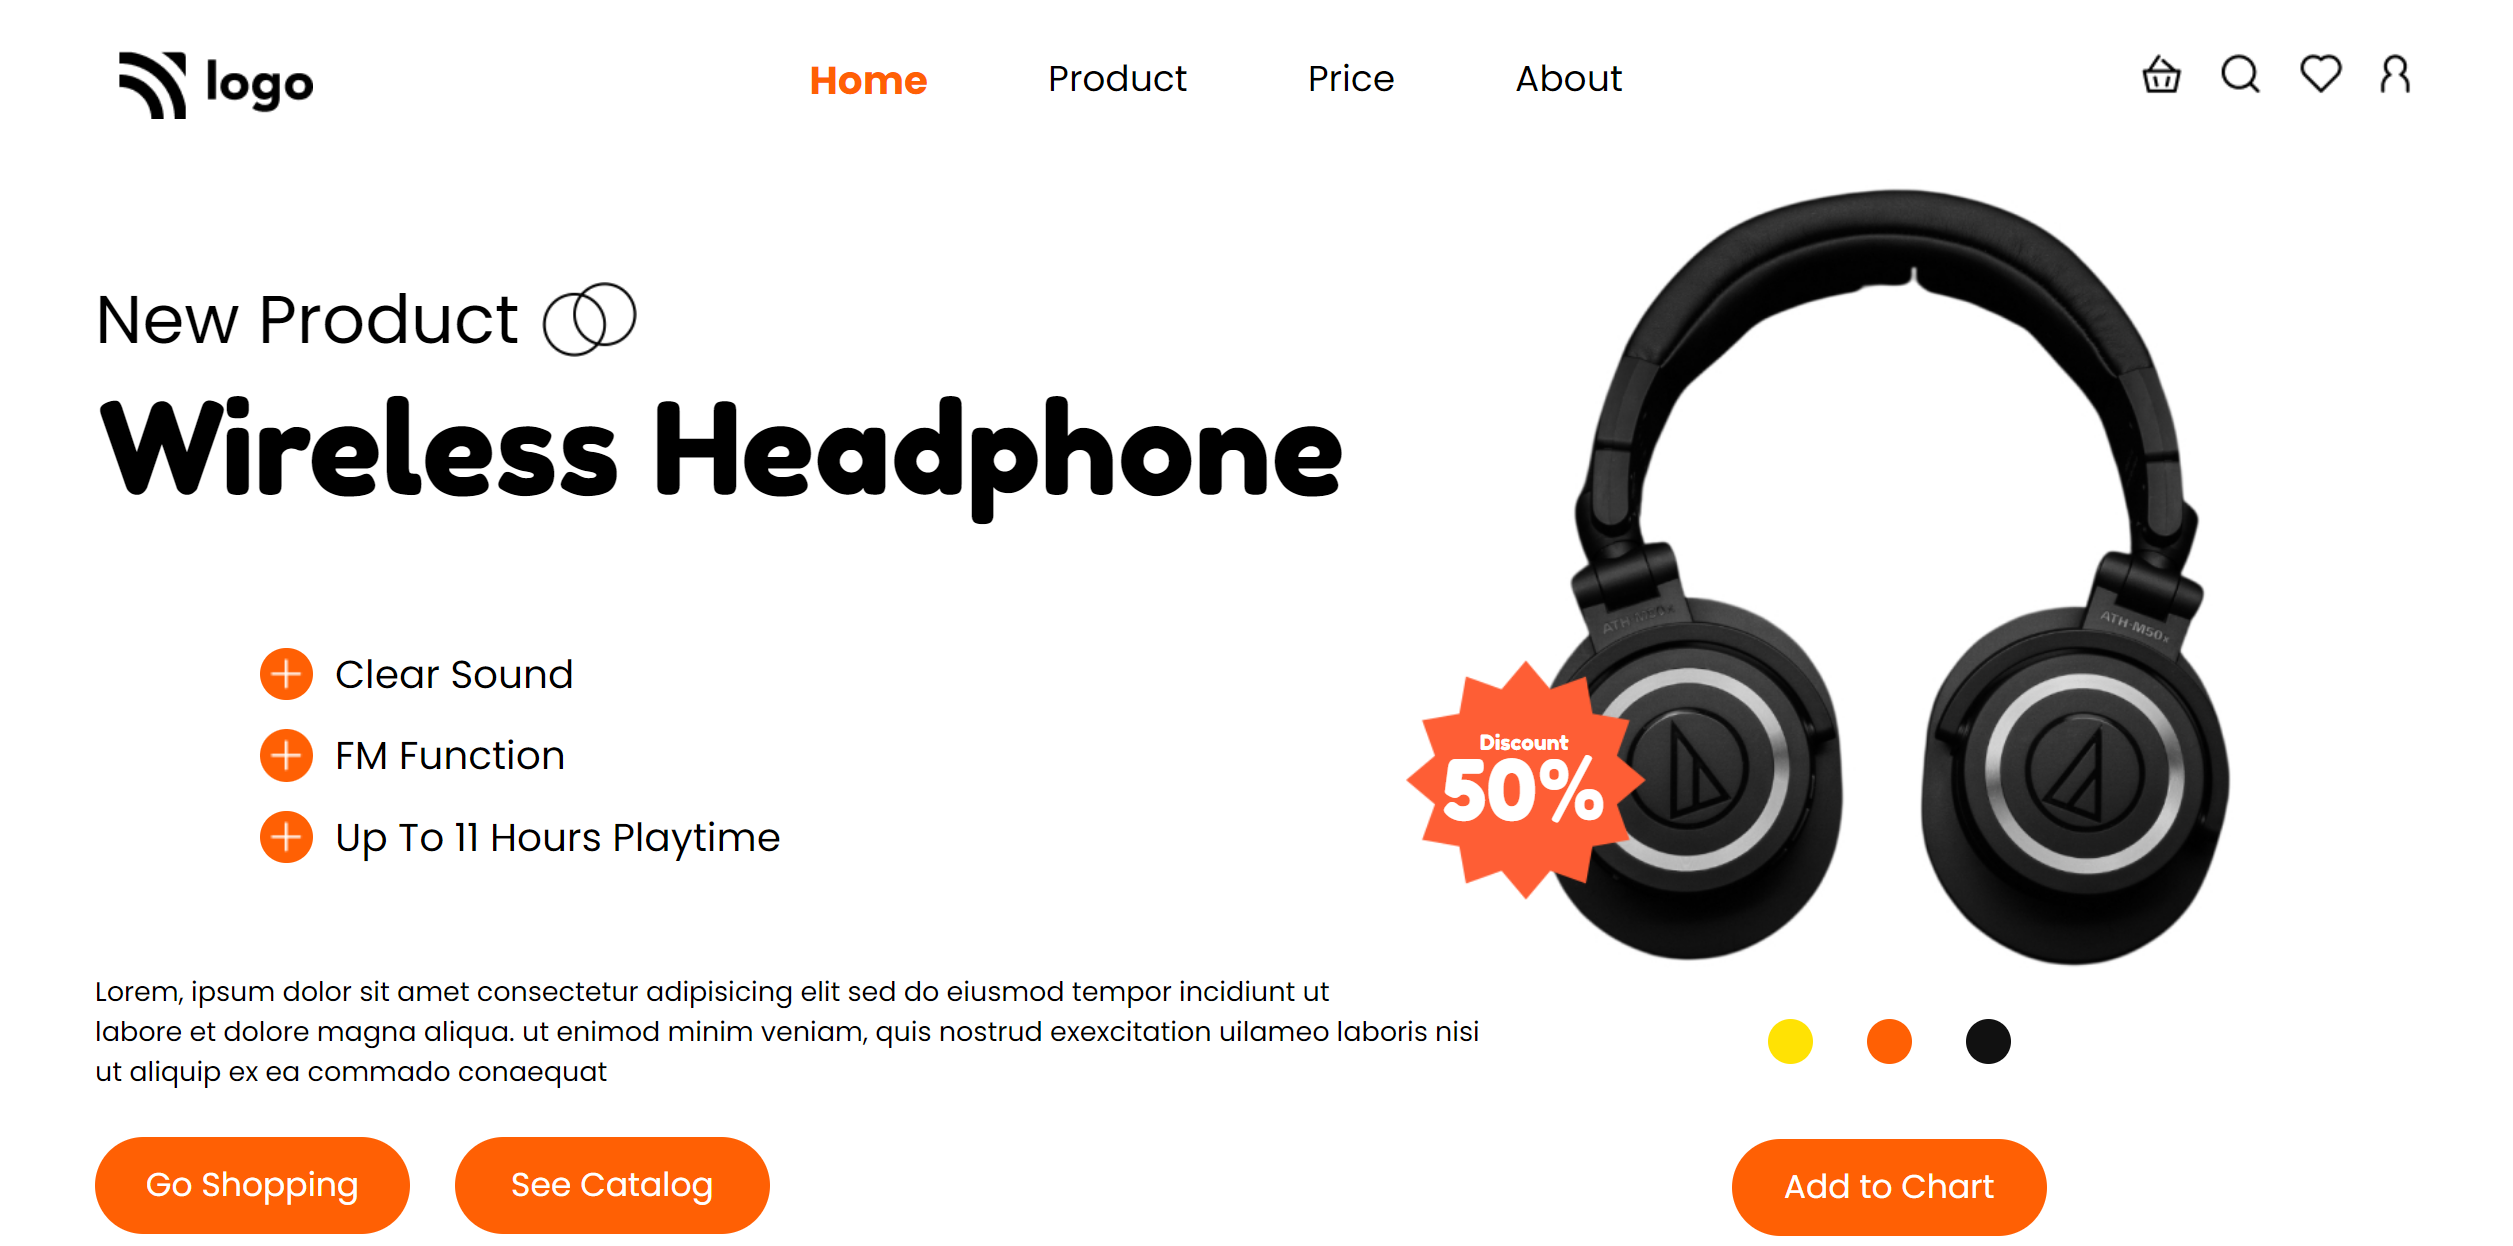 logo
Home Product Price About
New Product
Wireless Headphone
Clear Sound
FM Function
Up To 11 Hours Playtime
ATH-M50x
ATH-M50x
Discount
50%
Lorem, ipsum dolor sit amet consectetur adipisicing elit sed do eiusmod tempor incidiunt ut
labore et dolore magna aliqua. ut enimod minim veniam, quis nostrud exexcitation uilameo laboris nisi
ut aliquip ex ea commado conaequat
Go Shopping
See Catalog
Add to Chart